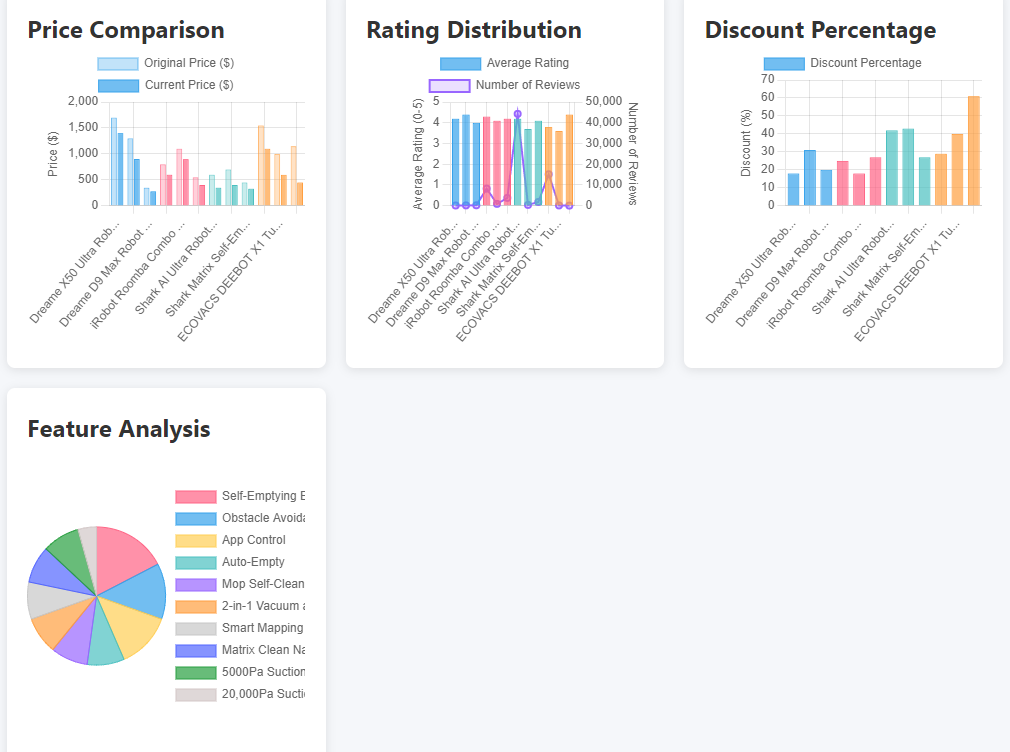 Price Comparison
Original Price ($)
Current Price ($)
2,000
1,500
1,000
500
0
Price ($)
Dreame X50 Ultra Rob...
Dreame D9 Max Robot ...
iRobot Roomba Combo ...
Shark AI Ultra Robot...
Shark Matrix Self-Em...
ECOVACS DEEBOT X1 Tu...
Rating Distribution
Average Rating
Number of Reviews
5
4
3
2
1
0
Average Rating (0-5)
50,000
40,000
30,000
20,000
10,000
0
Number of Reviews
Dreame X50 Ultra Rob...
Dreame D9 Max Robot ...
iRobot Roomba Combo ...
Shark AI Ultra Robot...
Shark Matrix Self-Em...
ECOVACS DEEBOT X1 Tu...
Discount Percentage
Discount Percentage
70
60
50
40
30
20
10
0
Discount (%)
Dreame X50 Ultra Rob...
Dreame D9 Max Robot ...
iRobot Roomba Combo ...
Shark AI Ultra Robot...
Shark Matrix Self-Em...
ECOVACS DEEBOT X1 Tu...
Feature Analysis
Self-Emptying
Obstacle Avoida
App Control
Auto-Empty
Mop Self-Clean
2-in-1 Vacuum a
Smart Mapping
Matrix Clean Na
5000Pa Suction
20,000Pa Sucti